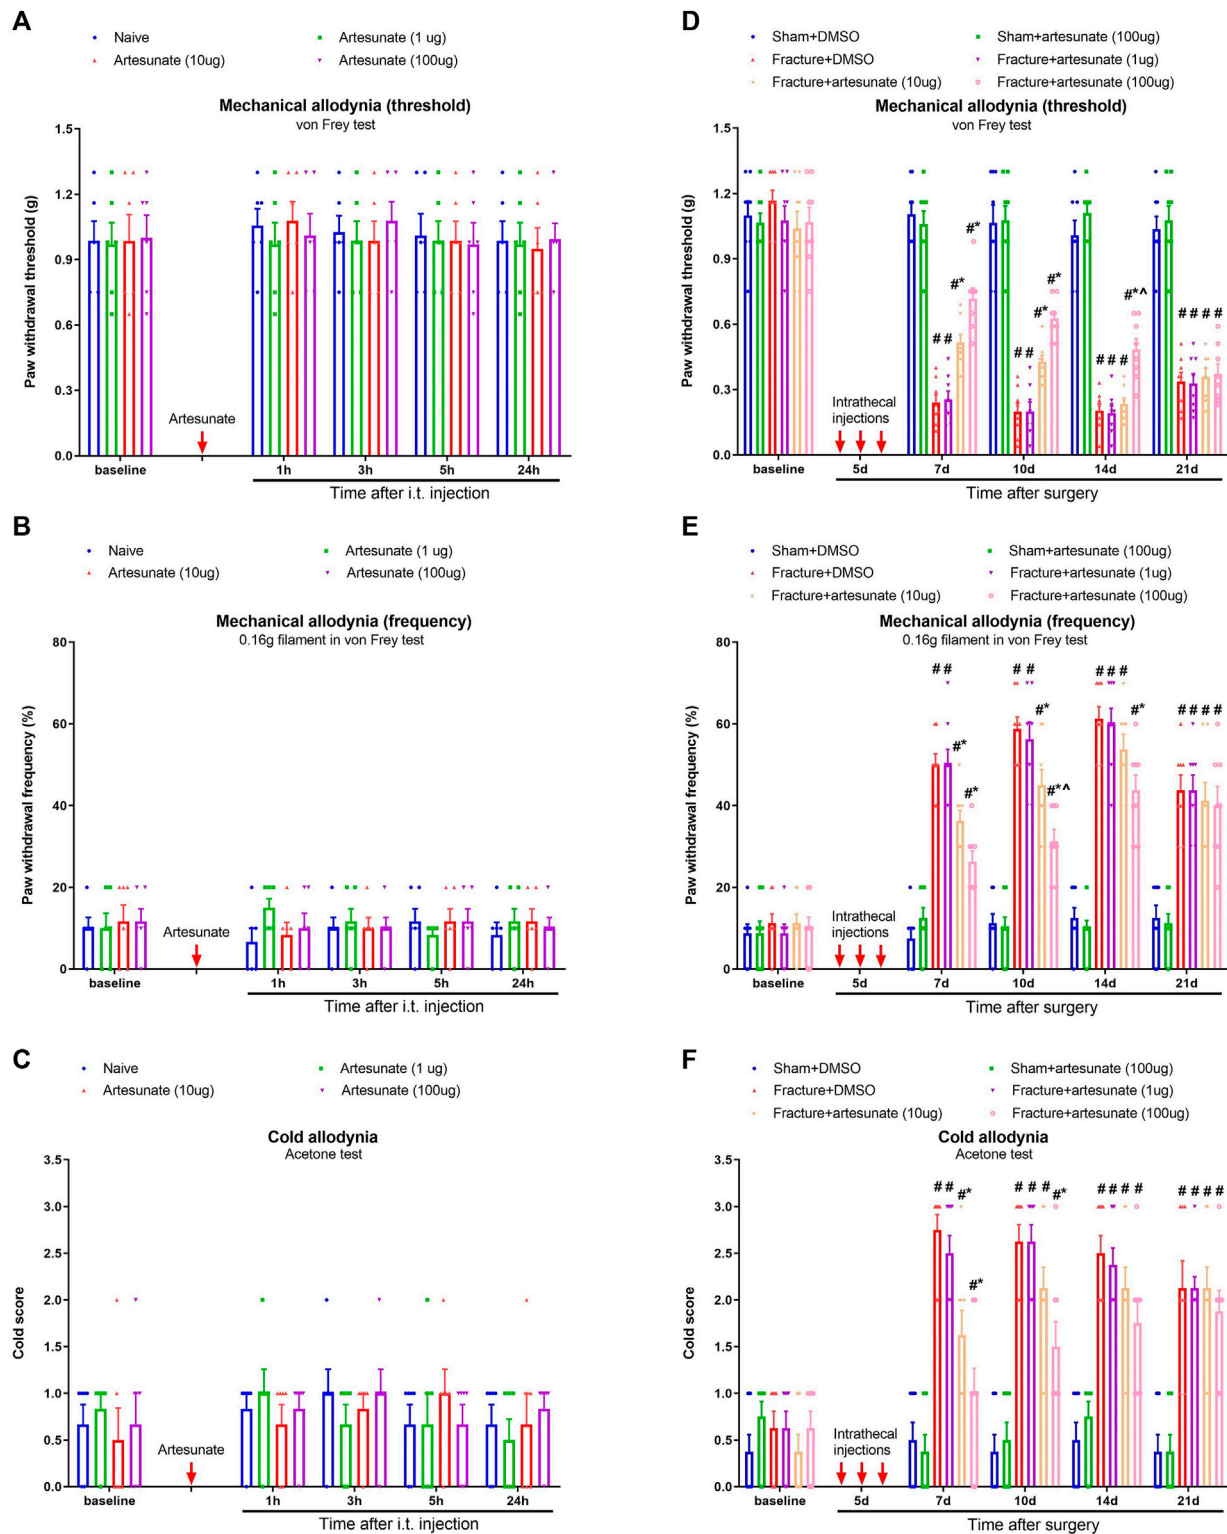 A
Naive
Artesunate (1 ug)
Artesunate (10ug)
Artesunate (100ug)
Mechanical allodynia (threshold)
von Frey test
Paw withdrawal threshold (g)
1.5
1.2
0.9
0.6
0.3
0.0
Artesunate
baseline
1h
3h
5h
24h
Time after i.t. injection
D
Sham+DMSO
Sham+artesunate (100ug)
Fracture+DMSO
Fracture+artesunate (1ug)
Fracture+artesunate (10ug)
Fracture+artesunate (100ug)
Mechanical allodynia (threshold)
von Frey test
Paw withdrawal threshold (g)
1.5
1.2
0.9
0.6
0.3
0.0
# # #* #*
# # #* #*
# # # #*^
# # # #
Intrathecal
injections
baseline
5d
7d
10d
14d
21d
Time after surgery
B
Naive
Artesunate (1 ug)
Artesunate (10ug)
Artesunate (100ug)
Mechanical allodynia (frequency)
0.16g filament in von Frey test
Paw withdrawal frequency (%)
80
60
40
20
0
Artesunate
baseline
1h
3h
5h
24h
Time after i.t. injection
E
Sham+DMSO
Sham+artesunate (100ug)
Fracture+DMSO
Fracture+artesunate (1ug)
Fracture+artesunate (10ug)
Fracture+artesunate (100ug)
Mechanical allodynia (frequency)
0.16g filament in von Frey test
Paw withdrawal frequency (%)
80
60
40
20
0
# # #* #*
# # #* #*^
# # # #*
# # # #
Intrathecal
injections
baseline
5d
7d
10d
14d
21d
Time after surgery
C
Naive
Artesunate (1 ug)
Artesunate (10ug)
Artesunate (100ug)
Cold allodynia
Acetone test
Cold score
3.5
3.0
2.5
2.0
1.5
1.0
0.5
0.0
Artesunate
baseline
1h
3h
5h
24h
Time after i.t. injection
F
Sham+DMSO
Sham+artesunate (100ug)
Fracture+DMSO
Fracture+artesunate (1ug)
Fracture+artesunate (10ug)
Fracture+artesunate (100ug)
Cold allodynia
Acetone test
Cold score
3.5
3.0
2.5
2.0
1.5
1.0
0.5
0.0
# # #* #*
# # # #*
# # # #
# # # #
Intrathecal
injections
baseline
5d
7d
10d
14d
21d
Time after surgery